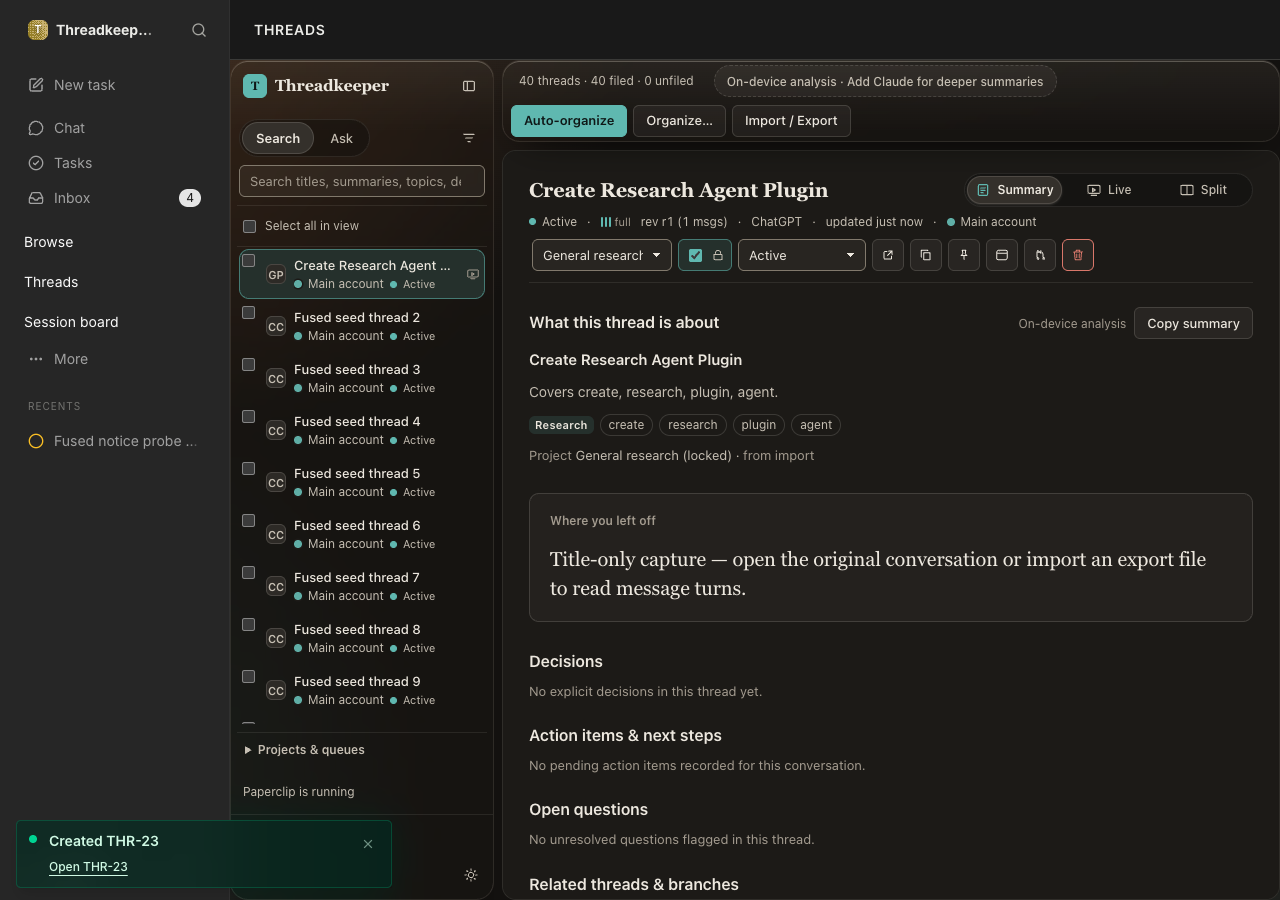 T Threadkeep...
New task
Chat
Tasks
Inbox 4
Browse
Threads
Session board
More
RECENTS
Fused notice probe ...
THREADS
T Threadkeeper
Search Ask
Search titles, summaries, topics, de
Select all in view
GP Create Research Agent ...
Main account Active
CC Fused seed thread 2
Main account Active
CC Fused seed thread 3
Main account Active
CC Fused seed thread 4
Main account Active
CC Fused seed thread 5
Main account Active
CC Fused seed thread 6
Main account Active
CC Fused seed thread 7
Main account Active
CC Fused seed thread 8
Main account Active
CC Fused seed thread 9
Main account Active
Projects & queues
Paperclip is running
40 threads · 40 filed · 0 unfiled
On-device analysis · Add Claude for deeper summaries
Auto-organize Organize... Import / Export
Create Research Agent Plugin
Summary Live Split
Active · full rev r1 (1 msgs) · ChatGPT · updated just now · Main account
General research Active
What this thread is about
On-device analysis Copy summary
Create Research Agent Plugin
Covers create, research, plugin, agent.
Research create research plugin agent
Project General research (locked) · from import
Where you left off
Title-only capture — open the original conversation or import an export file
to read message turns.
Decisions
No explicit decisions in this thread yet.
Action items & next steps
No pending action items recorded for this conversation.
Open questions
No unresolved questions flagged in this thread.
Related threads & branches
Created THR-23
Open THR-23